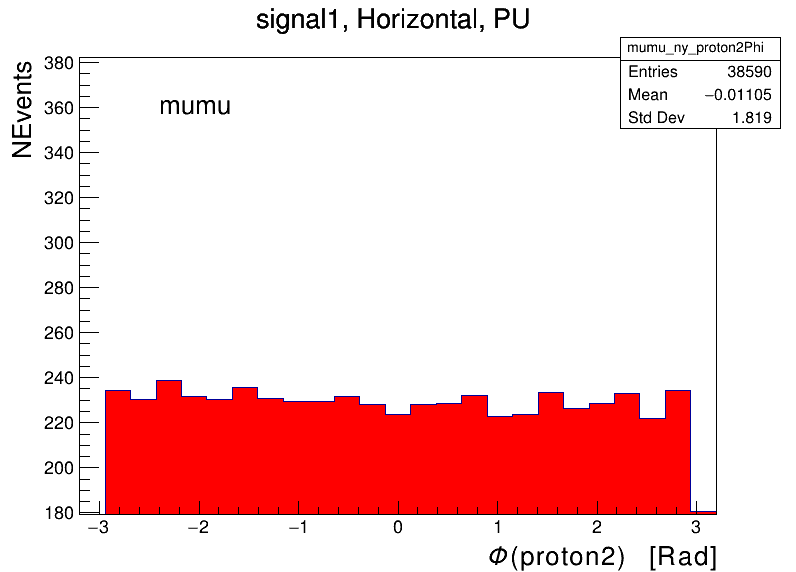 signal1, Horizontal, PU
mumu_ny_proton2Phi
Entries 38590
Mean −0.01105
Std Dev 1.819
NEvents
mumu
380
360
340
320
300
280
260
240
220
200
180
−3 −2 −1 0 1 2 3
Φ(proton2) [Rad]